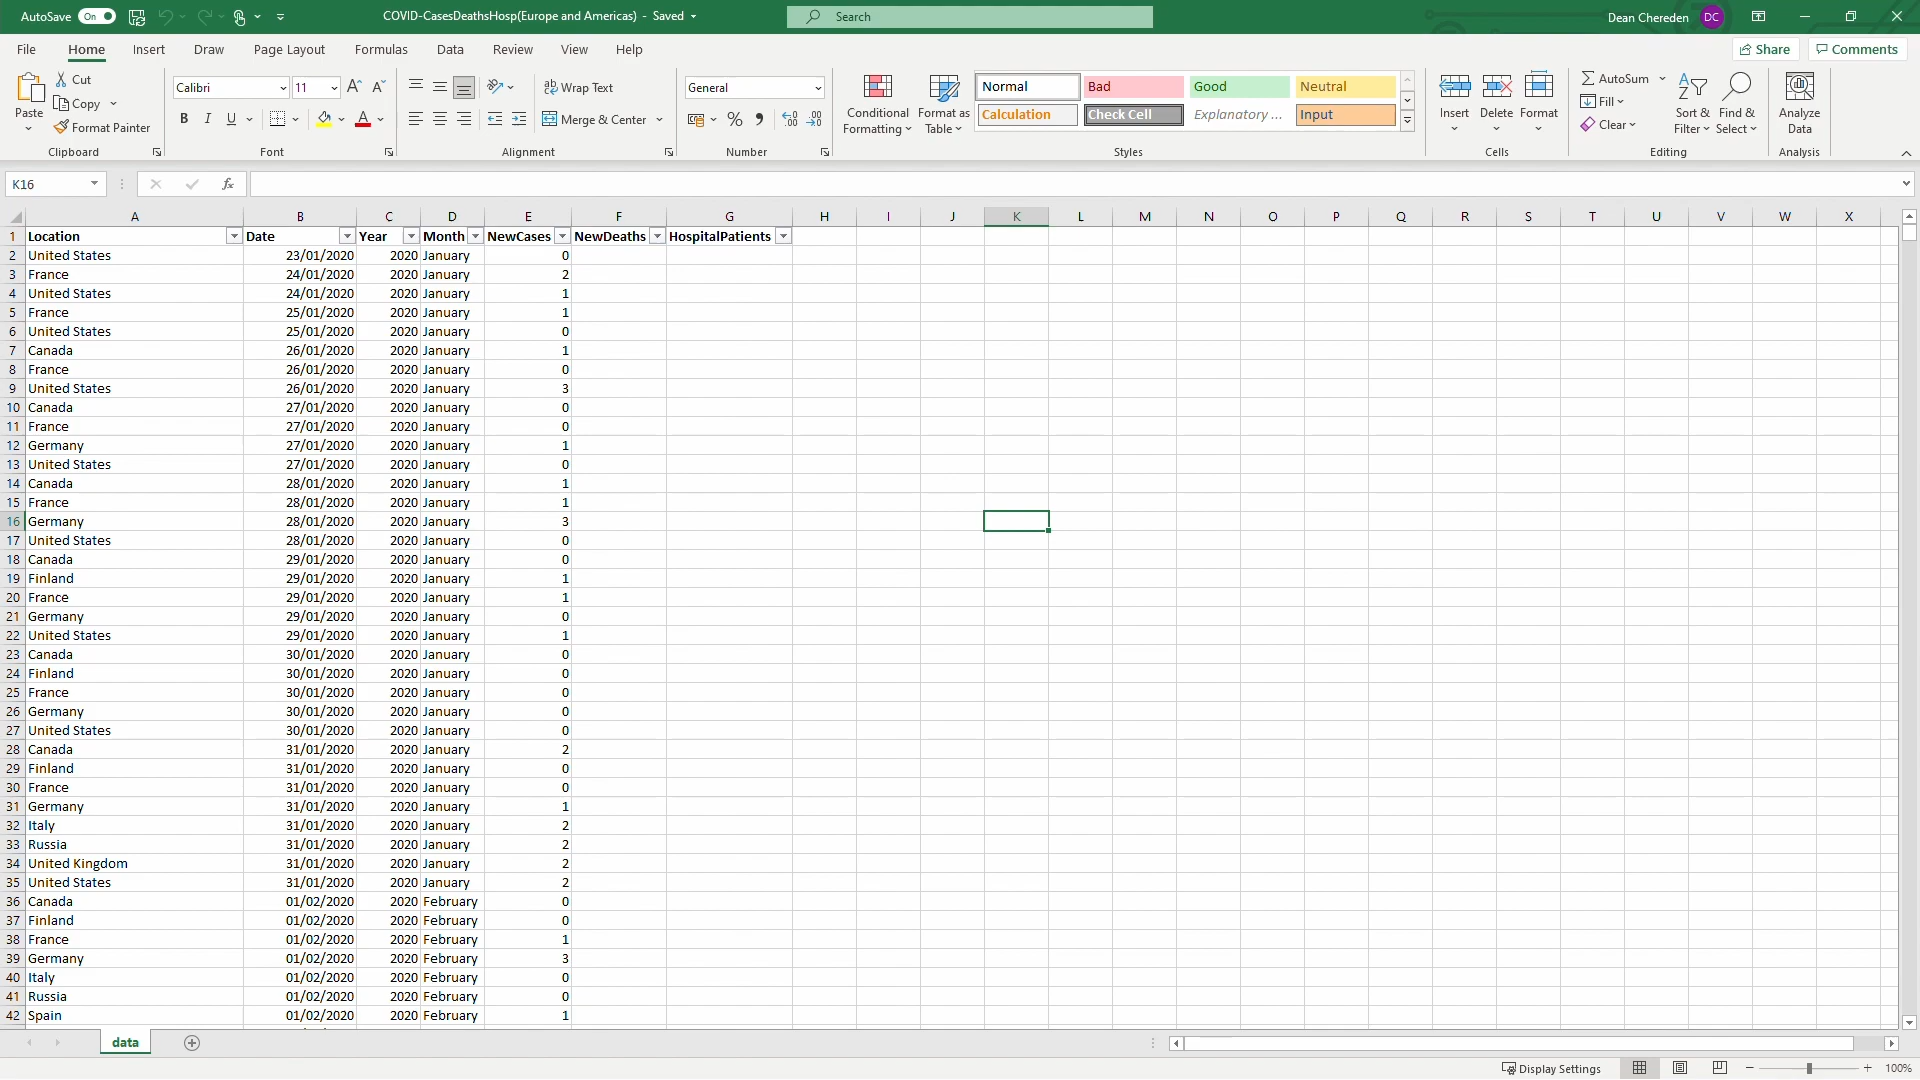 AutoSave On COVID-CasesDeathsHosp(Europe and Americas) - Saved Search Dean Chereden DC
File Home Insert Draw Page Layout Formulas Data Review View Help Share Comments
Cut
Copy
Format Painter
Paste
Clipboard
Calibri 11
B I U
Font
Wrap Text
Merge & Center
Alignment
General
%
Number
Conditional Formatting
Format as Table
Normal Bad Good Neutral
Calculation Check Cell Explanatory ... Input
Styles
Insert Delete Format
Cells
AutoSum
Fill
Clear
Sort & Filter
Find & Select
Editing
Analyze Data
Analysis
K16 fx
A B C D E F G H I J K L M N O P Q R S T U V W X
1 Location Date Year Month NewCases NewDeaths HospitalPatients
2 United States 23/01/2020 2020 January 0
3 France 24/01/2020 2020 January 2
4 United States 24/01/2020 2020 January 1
5 France 25/01/2020 2020 January 1
6 United States 25/01/2020 2020 January 0
7 Canada 26/01/2020 2020 January 1
8 France 26/01/2020 2020 January 0
9 United States 26/01/2020 2020 January 3
10 Canada 27/01/2020 2020 January 0
11 France 27/01/2020 2020 January 0
12 Germany 27/01/2020 2020 January 1
13 United States 27/01/2020 2020 January 0
14 Canada 28/01/2020 2020 January 1
15 France 28/01/2020 2020 January 1
16 Germany 28/01/2020 2020 January 3
17 United States 28/01/2020 2020 January 0
18 Canada 29/01/2020 2020 January 0
19 Finland 29/01/2020 2020 January 1
20 France 29/01/2020 2020 January 1
21 Germany 29/01/2020 2020 January 0
22 United States 29/01/2020 2020 January 1
23 Canada 30/01/2020 2020 January 0
24 Finland 30/01/2020 2020 January 0
25 France 30/01/2020 2020 January 0
26 Germany 30/01/2020 2020 January 0
27 United States 30/01/2020 2020 January 0
28 Canada 31/01/2020 2020 January 2
29 Finland 31/01/2020 2020 January 0
30 France 31/01/2020 2020 January 0
31 Germany 31/01/2020 2020 January 1
32 Italy 31/01/2020 2020 January 2
33 Russia 31/01/2020 2020 January 2
34 United Kingdom 31/01/2020 2020 January 2
35 United States 31/01/2020 2020 January 2
36 Canada 01/02/2020 2020 February 0
37 Finland 01/02/2020 2020 February 0
38 France 01/02/2020 2020 February 1
39 Germany 01/02/2020 2020 February 3
40 Italy 01/02/2020 2020 February 0
41 Russia 01/02/2020 2020 February 0
42 Spain 01/02/2020 2020 February 1
data
Display Settings 100%